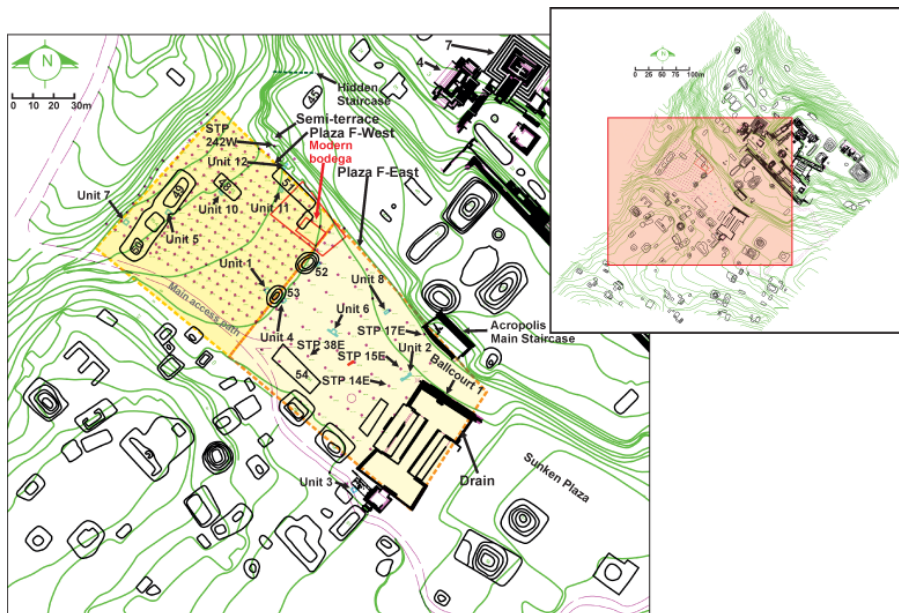 N
0 10 20 30m
7
4
Hidden
Staircase
45
Semi-terrace
STP
242W
Plaza F-West
Unit 12
Modern
bodega
Plaza F-East
51
Unit 7
49
48
Unit 10
Unit 11
Unit 5
50
Unit 1
52
53
Unit 8
Main access path
Unit 4
Unit 6
STP 17E
Acropolis
Main Staircase
STP 38E
Unit 2
STP 15E
54
STP 14E
Ballcourt 1
Drain
Sunken Plaza
Unit 3
N
0 25 50 75 100m